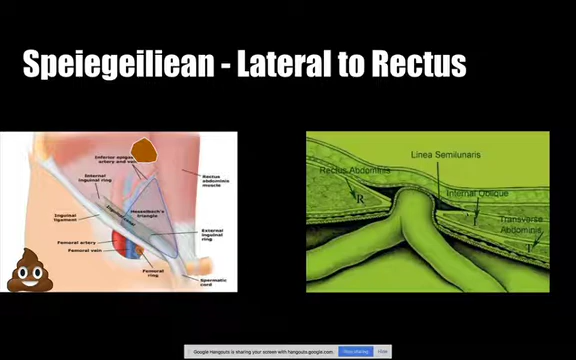 Speiegeiliean - Lateral to Rectus
Inferior epigastric
artery and vein
Internal
inguinal ring
Rectus
abdominis
muscle
Inguinal
ligament
Inguinal canal
Hesselbach's
triangle
External
inguinal
ring
Femoral artery
Femoral vein
Femoral
ring
Spermatic
cord
Linea Semilunaris
Rectus Abdominis
Internal Oblique
Transverse
Abdominis
R
I
T
Google Hangouts is sharing your screen with hangouts.google.com.
Stop sharing
Hide